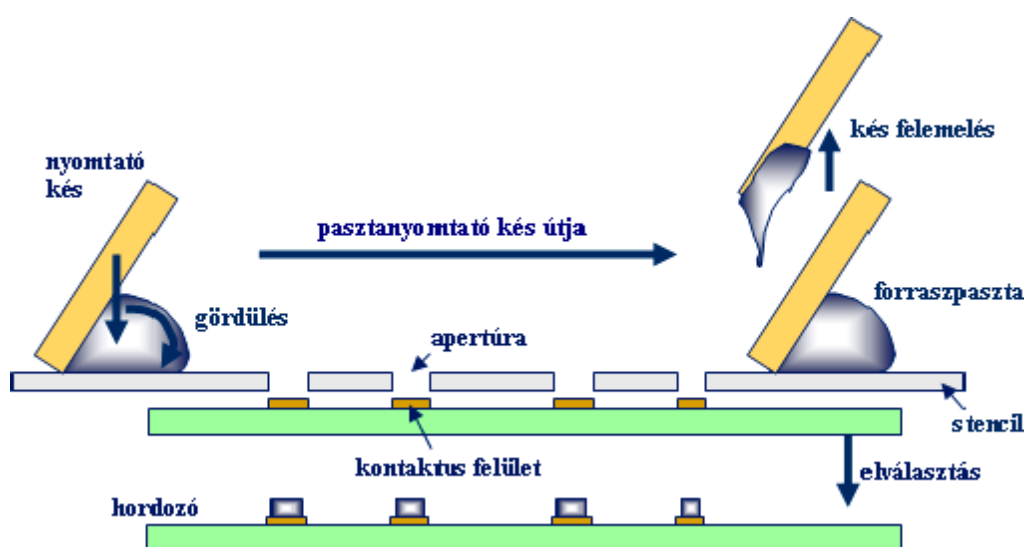 nyomtató
kés
kés felemelés
pasztanyomtató kés útja
gördülés
forraszpaszta
apertúra
stencil
kontaktus felület
elválasztás
hordozó